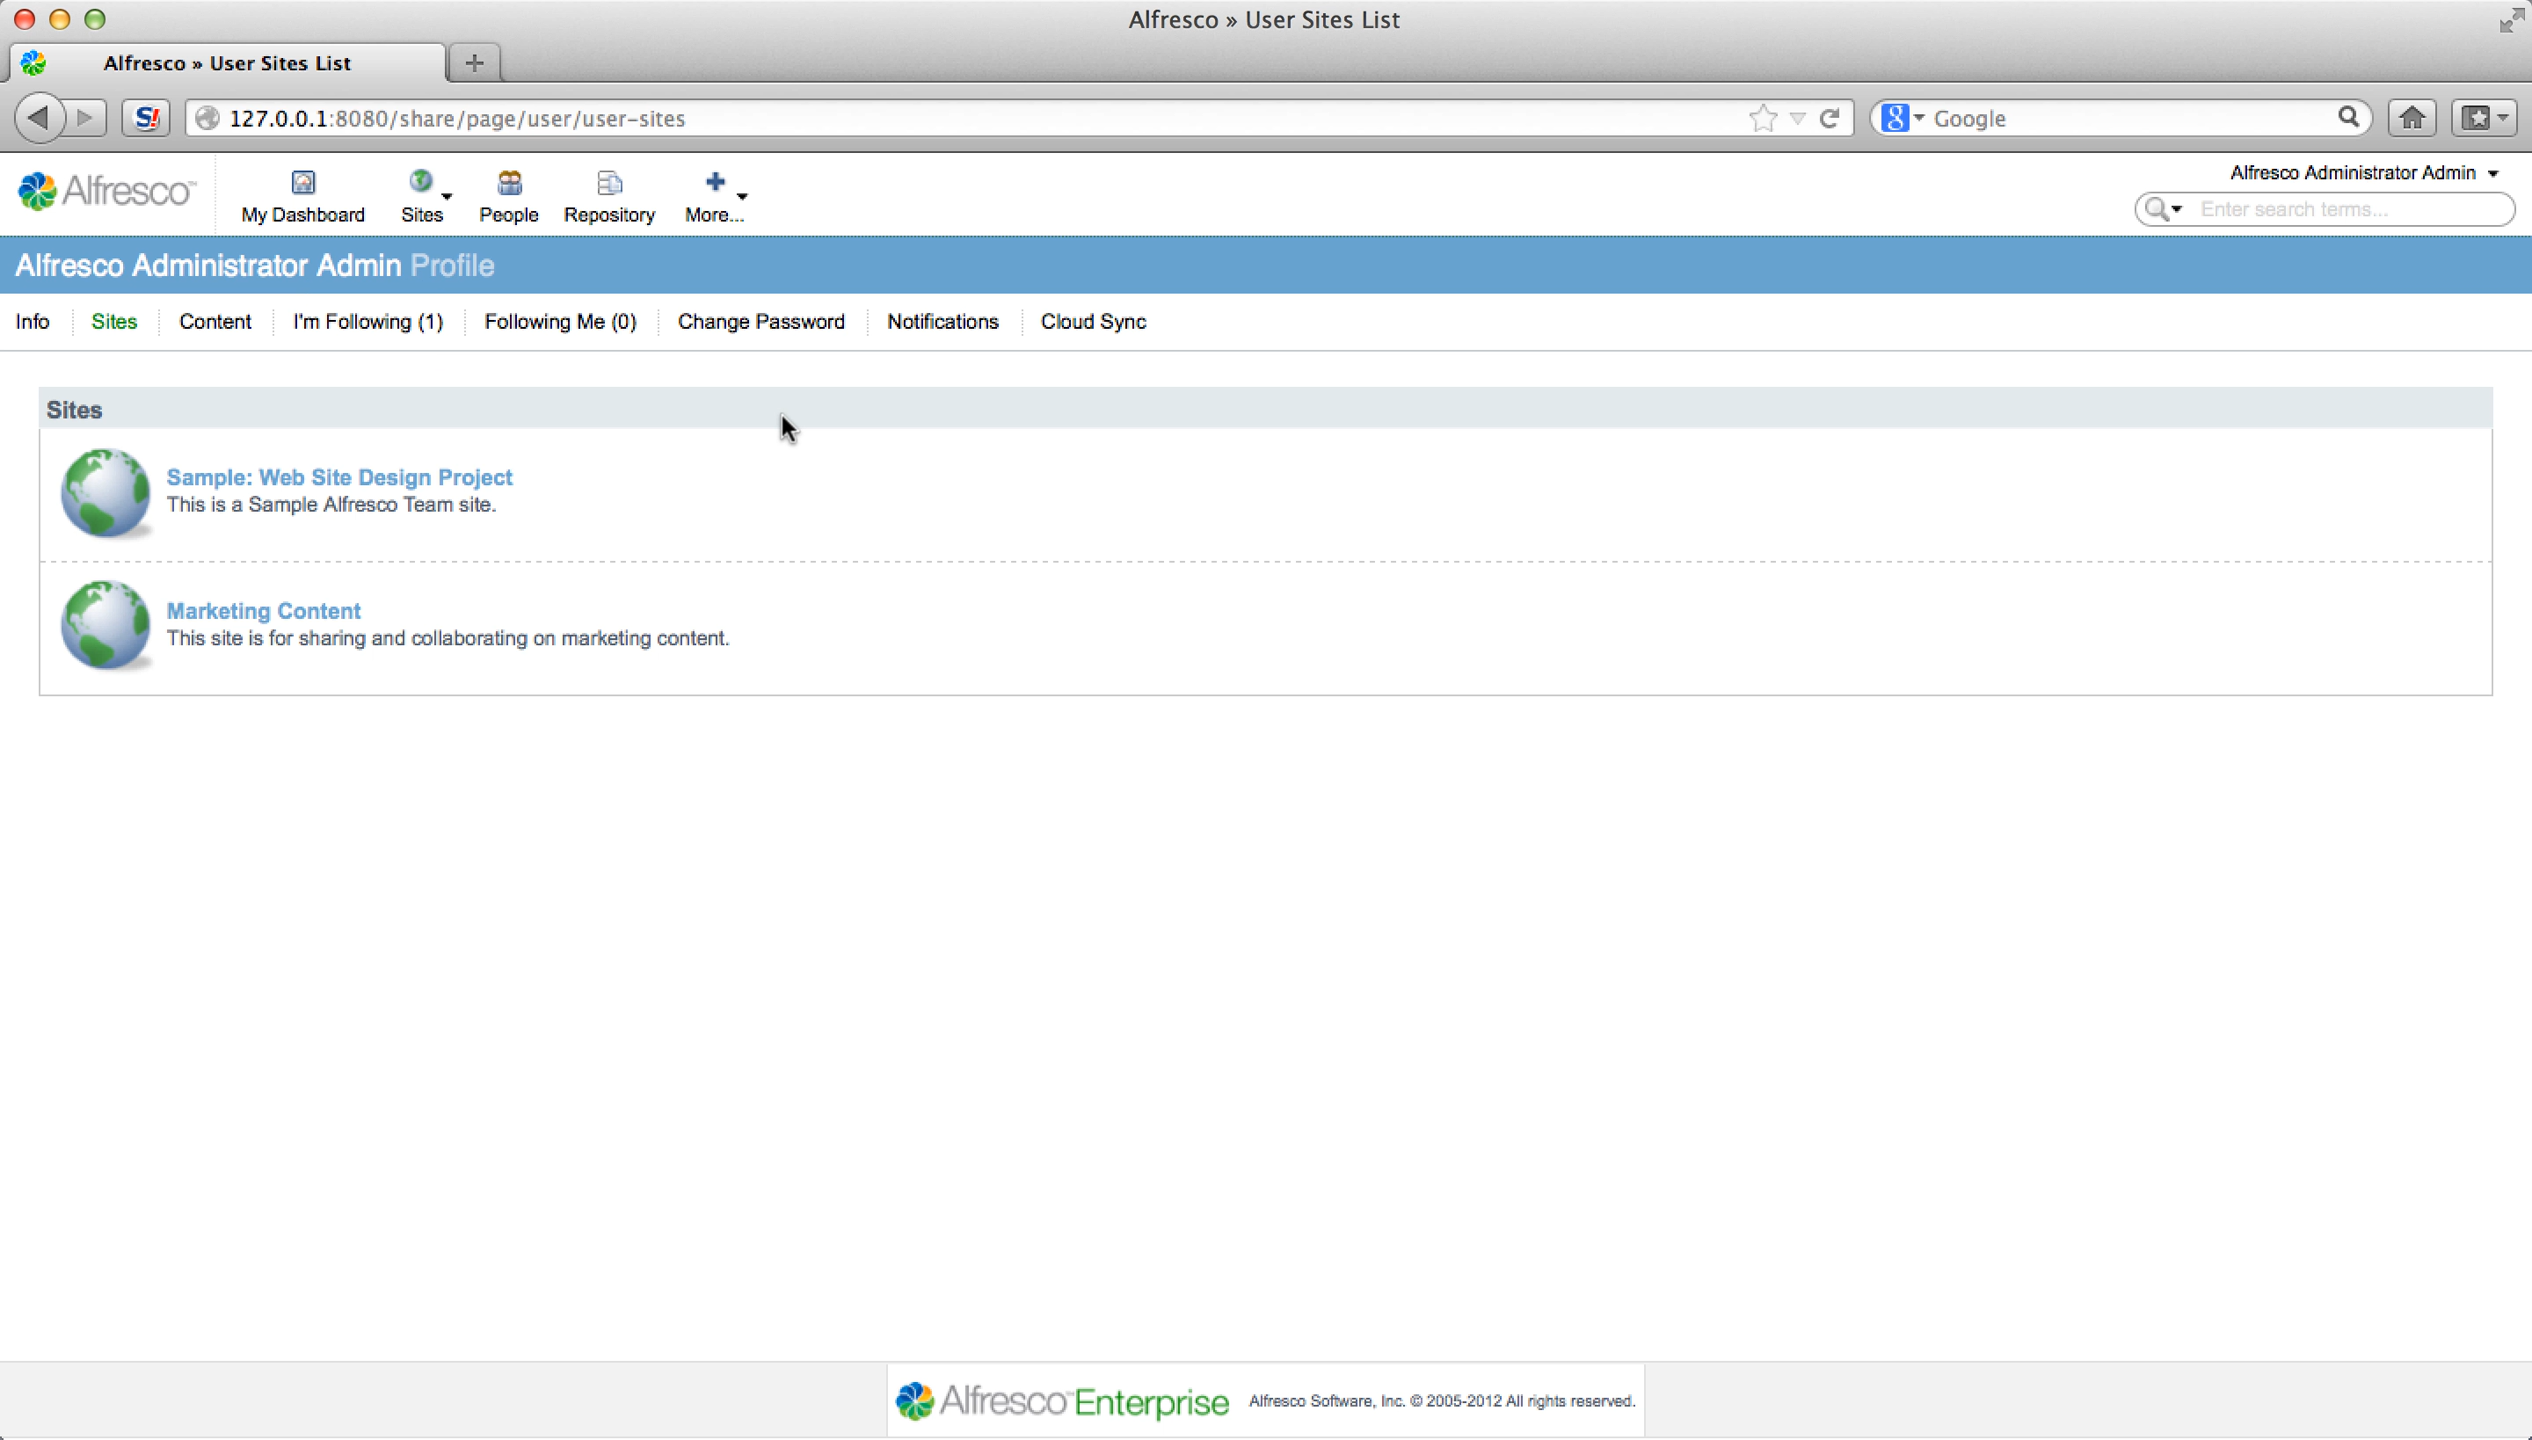 Alfresco » User Sites List
Alfresco » User Sites List
127.0.0.1:8080/share/page/user/user-sites
Google
Alfresco™
My Dashboard
Sites
People
Repository
More...
Alfresco Administrator Admin
Enter search terms...
Alfresco Administrator Admin Profile
Info
Sites
Content
I'm Following (1)
Following Me (0)
Change Password
Notifications
Cloud Sync
Sites
Sample: Web Site Design Project
This is a Sample Alfresco Team site.
Marketing Content
This site is for sharing and collaborating on marketing content.
Alfresco™ Enterprise
Alfresco Software, Inc. © 2005-2012 All rights reserved.